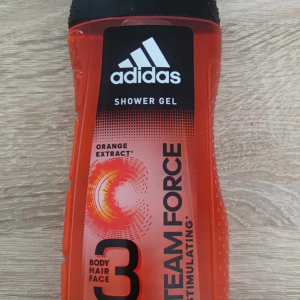 adidas
SHOWER GEL
ORANGE
EXTRACT*
3
BODY
HAIR
FACE
TEAM FORCE
STIMULATING*